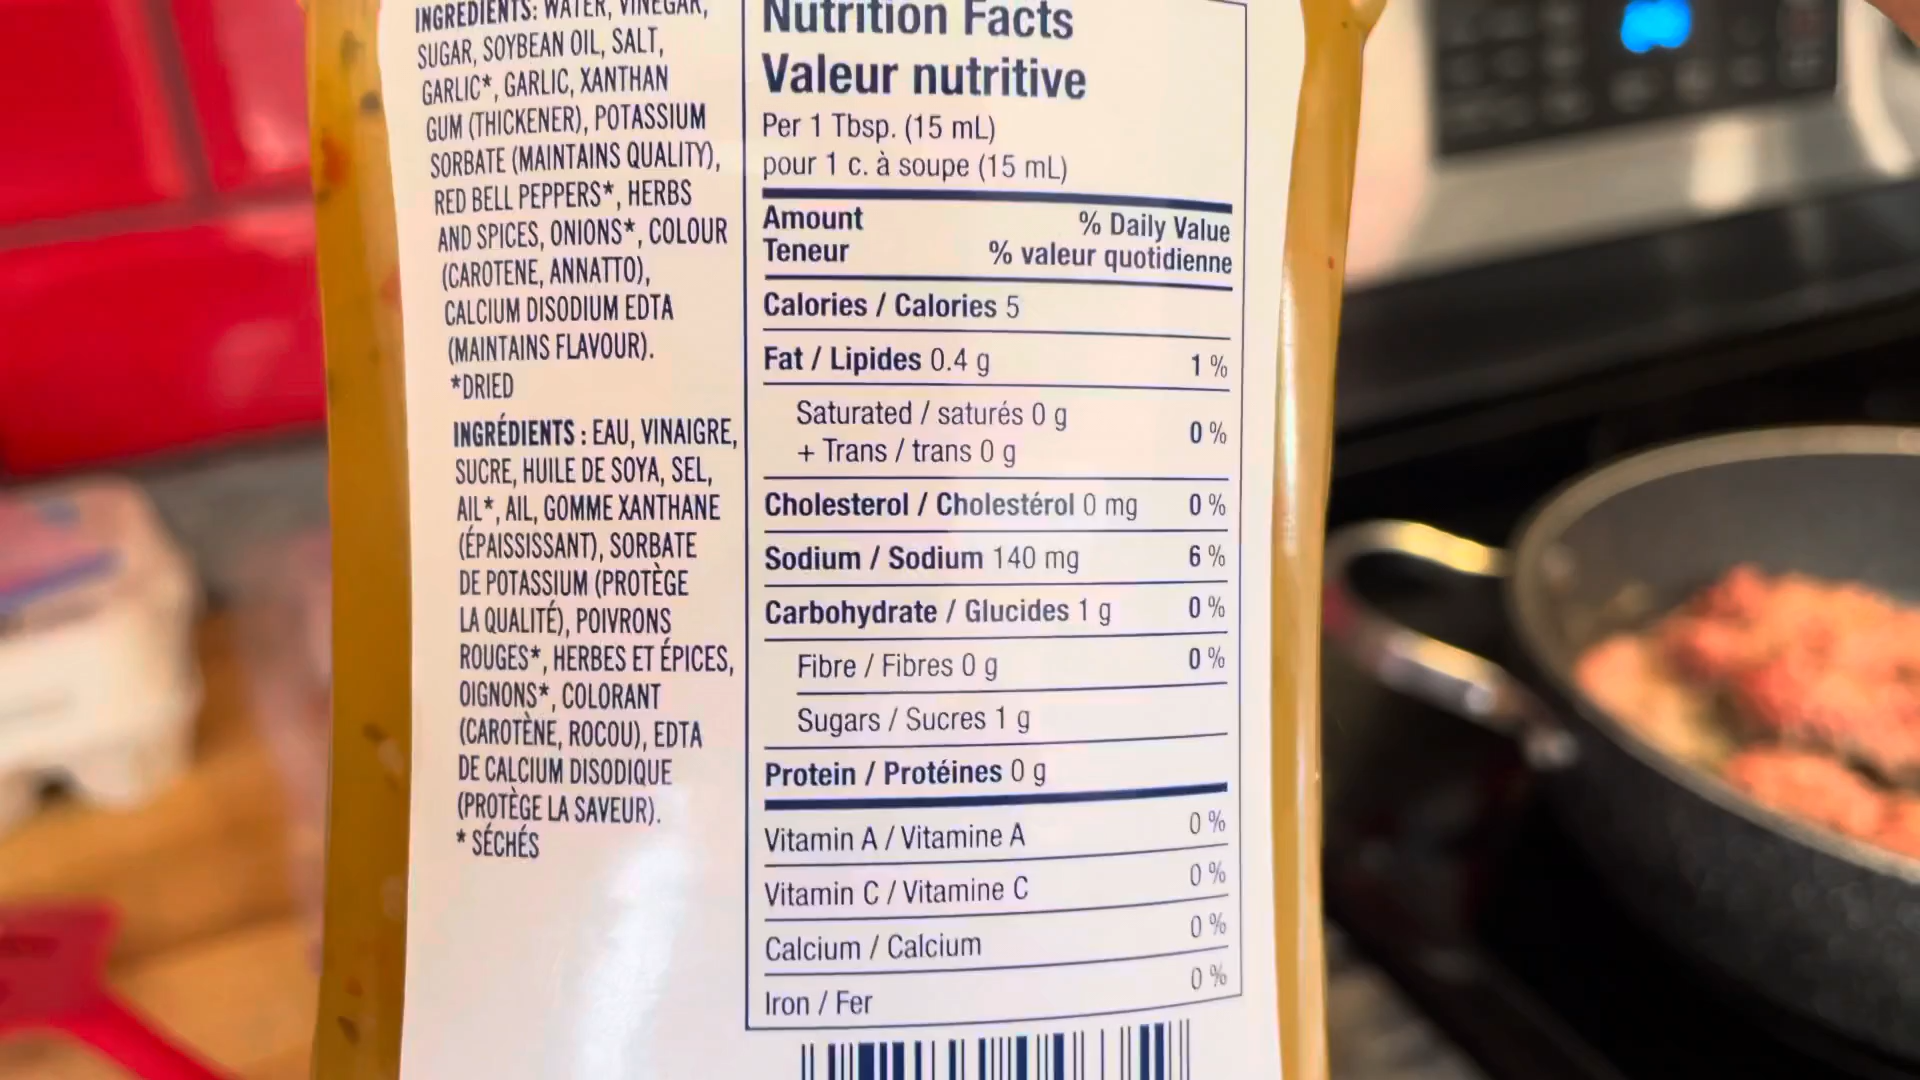 INGREDIENTS: WATER, VINEGAR,
SUGAR, SOYBEAN OIL, SALT,
GARLIC*, GARLIC, XANTHAN
GUM (THICKENER), POTASSIUM
SORBATE (MAINTAINS QUALITY),
RED BELL PEPPERS*, HERBS
AND SPICES, ONIONS*, COLOUR
(CAROTENE, ANNATTO),
CALCIUM DISODIUM EDTA
(MAINTAINS FLAVOUR).
*DRIED
INGRÉDIENTS : EAU, VINAIGRE,
SUCRE, HUILE DE SOYA, SEL,
AIL*, AIL, GOMME XANTHANE
(ÉPAISSISSANT), SORBATE
DE POTASSIUM (PROTÈGE
LA QUALITÉ), POIVRONS
ROUGES*, HERBES ET ÉPICES,
OIGNONS*, COLORANT
(CAROTÈNE, ROCOU), EDTA
DE CALCIUM DISODIQUE
(PROTÈGE LA SAVEUR).
* SÉCHÉS
Nutrition Facts
Valeur nutritive
Per 1 Tbsp. (15 mL)
pour 1 c. à soupe (15 mL)
Amount % Daily Value
Teneur % valeur quotidienne
Calories / Calories 5
Fat / Lipides 0.4 g 1 %
Saturated / saturés 0 g
+ Trans / trans 0 g 0 %
Cholesterol / Cholestérol 0 mg 0 %
Sodium / Sodium 140 mg 6 %
Carbohydrate / Glucides 1 g 0 %
Fibre / Fibres 0 g 0 %
Sugars / Sucres 1 g
Protein / Protéines 0 g
Vitamin A / Vitamine A 0 %
Vitamin C / Vitamine C 0 %
Calcium / Calcium 0 %
Iron / Fer 0 %